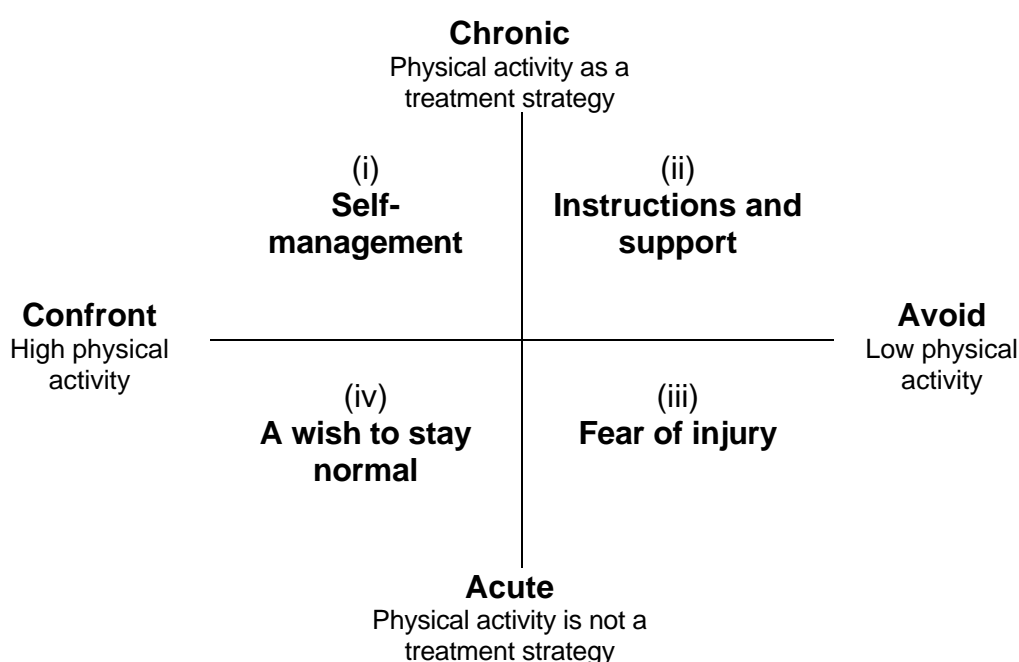 Chronic
Physical activity as a
treatment strategy
(i)
Self-
management
(ii)
Instructions and
support
Confront
High physical
activity
Avoid
Low physical
activity
(iv)
A wish to stay
normal
(iii)
Fear of injury
Acute
Physical activity is not a
treatment strategy